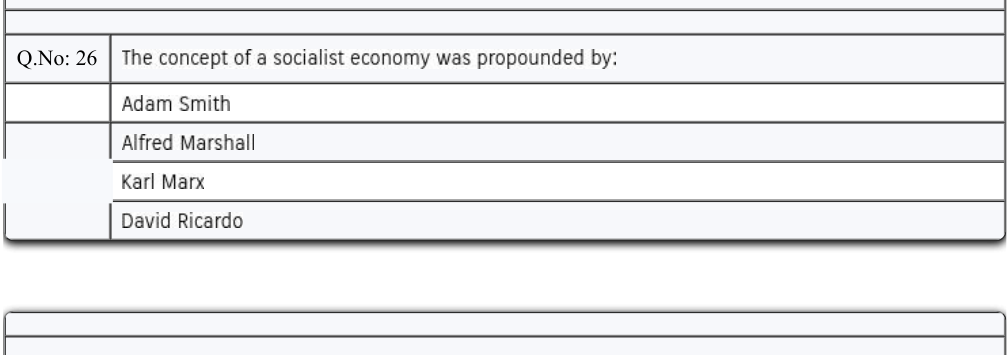 Q.No: 26 The concept of a socialist economy was propounded by:
Adam Smith
Alfred Marshall
Karl Marx
David Ricardo